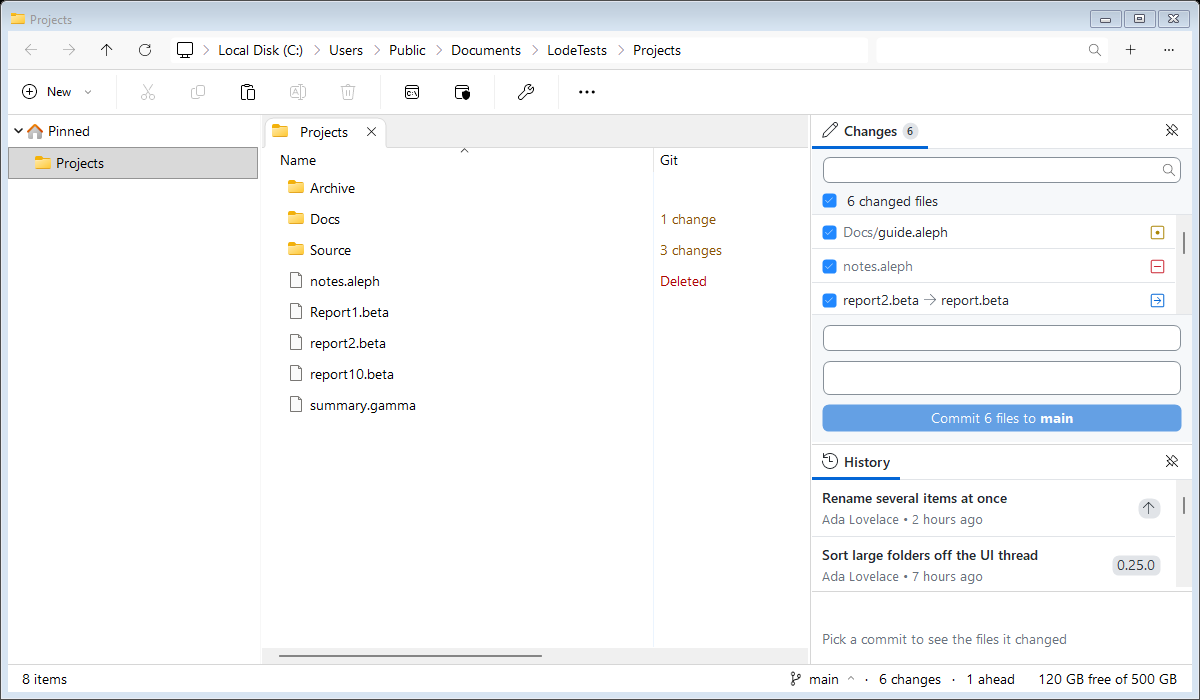 Projects
Local Disk (C:) Users Public Documents LodeTests Projects
New
Pinned
Projects
Projects
Name Git
Archive
Docs 1 change
Source 3 changes
notes.aleph Deleted
Report1.beta
report2.beta
report10.beta
summary.gamma
Changes 6
6 changed files
Docs/guide.aleph
notes.aleph
report2.beta → report.beta
Commit 6 files to main
History
Rename several items at once
Ada Lovelace • 2 hours ago
Sort large folders off the UI thread
Ada Lovelace • 7 hours ago
0.25.0
Pick a commit to see the files it changed
8 items
main · 6 changes · 1 ahead 120 GB free of 500 GB